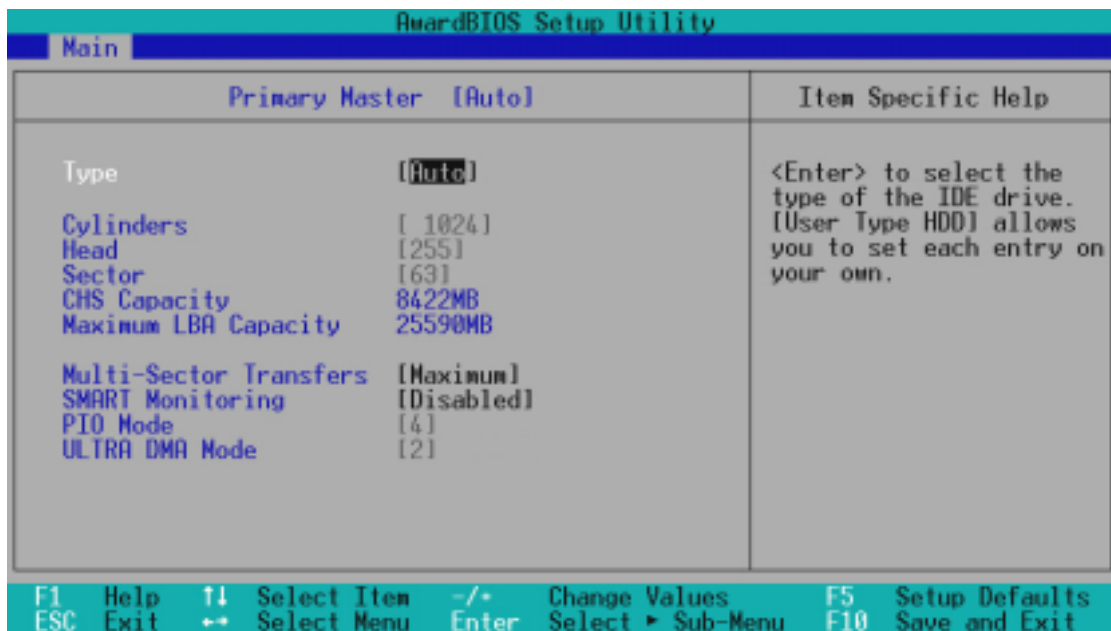 AwardBIOS Setup Utility
Main
Primary Master [Auto]
Item Specific Help
Type [Auto]
Cylinders [ 1024]
Head [255]
Sector [63]
CHS Capacity 8422MB
Maximum LBA Capacity 25590MB
Multi-Sector Transfers [Maximum]
SMART Monitoring [Disabled]
PIO Mode [4]
ULTRA DMA Mode [2]
<Enter> to select the
type of the IDE drive.
[User Type HDD] allows
you to set each entry on
your own.
F1 Help ↑↓ Select Item -/+ Change Values F5 Setup Defaults
ESC Exit ←→ Select Menu Enter Select ► Sub-Menu F10 Save and Exit